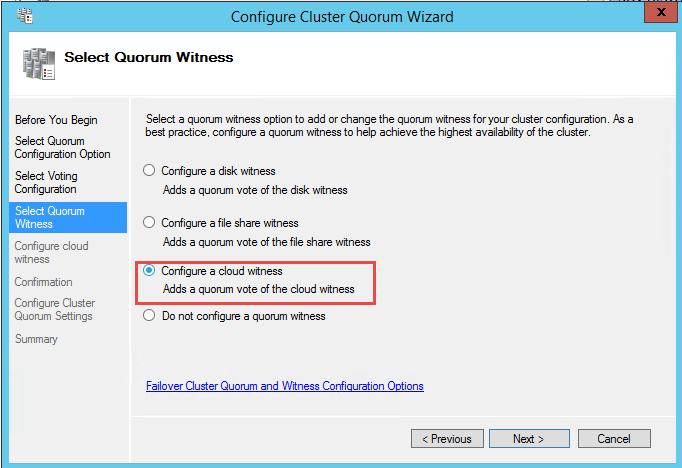 Configure Cluster Quorum Wizard
x
Select Quorum Witness
Before You Begin
Select Quorum
Configuration Option
Select Voting
Configuration
Select Quorum
Witness
Configure cloud
witness
Confirmation
Configure Cluster
Quorum Settings
Summary
Select a quorum witness option to add or change the quorum witness for your cluster configuration. As a
best practice, configure a quorum witness to help achieve the highest availability of the cluster.
Configure a disk witness
Adds a quorum vote of the disk witness
Configure a file share witness
Adds a quorum vote of the file share witness
Configure a cloud witness
Adds a quorum vote of the cloud witness
Do not configure a quorum witness
Failover Cluster Quorum and Witness Configuration Options
< Previous
Next >
Cancel